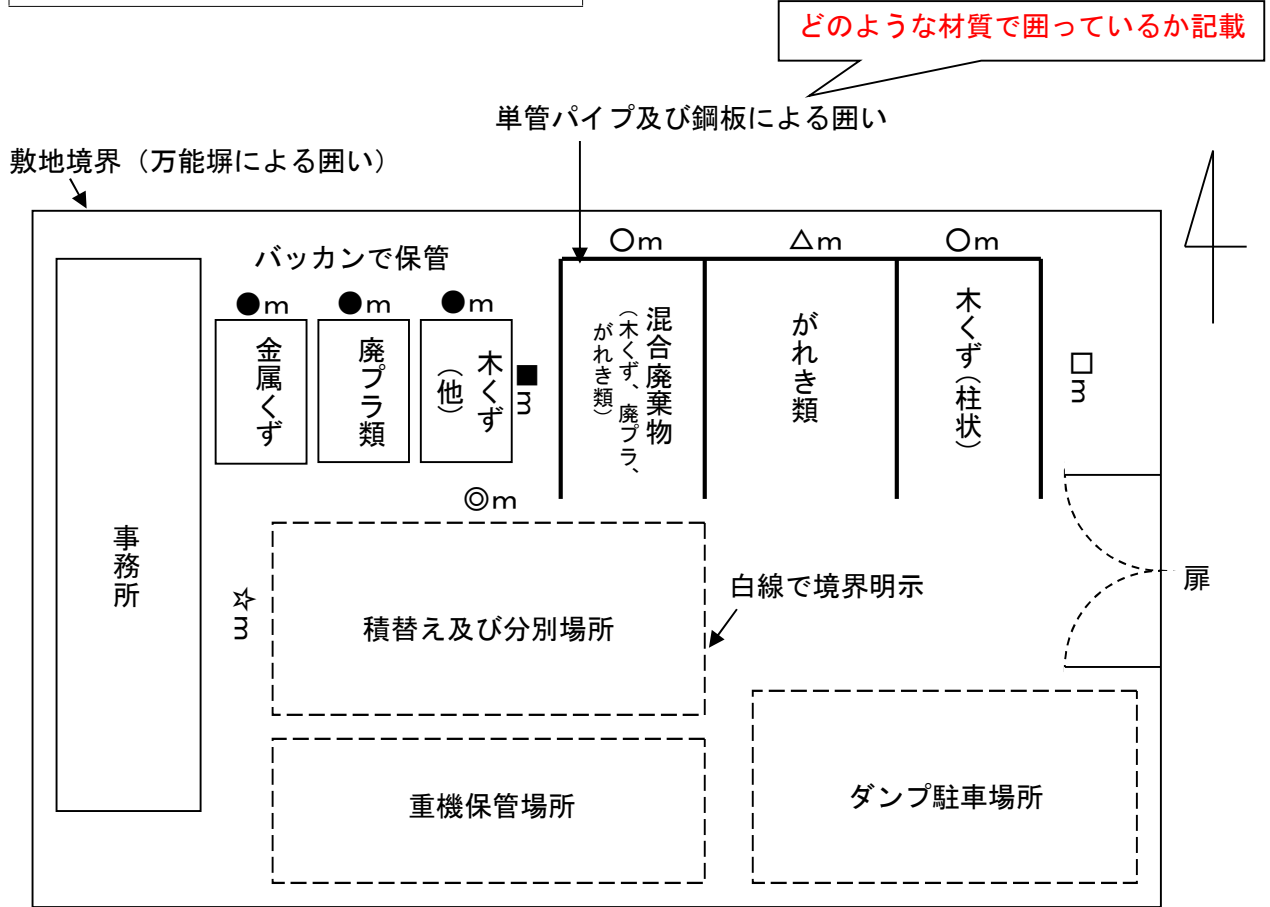 どのような材質で囲っているか記載
単管パイプ及び鋼板による囲い
敷地境界（万能塀による囲い）
バッカンで保管
○m
△m
○m
●m
●m
●m
金属くず
廃プラ類
木くず
（他）
■m
混合廃棄物
（木くず、廃プラ、
がれき類）
がれき類
木くず（柱状）
□m
◎m
事務所
☆m
積替え及び分別場所
白線で境界明示
扉
重機保管場所
ダンプ駐車場所